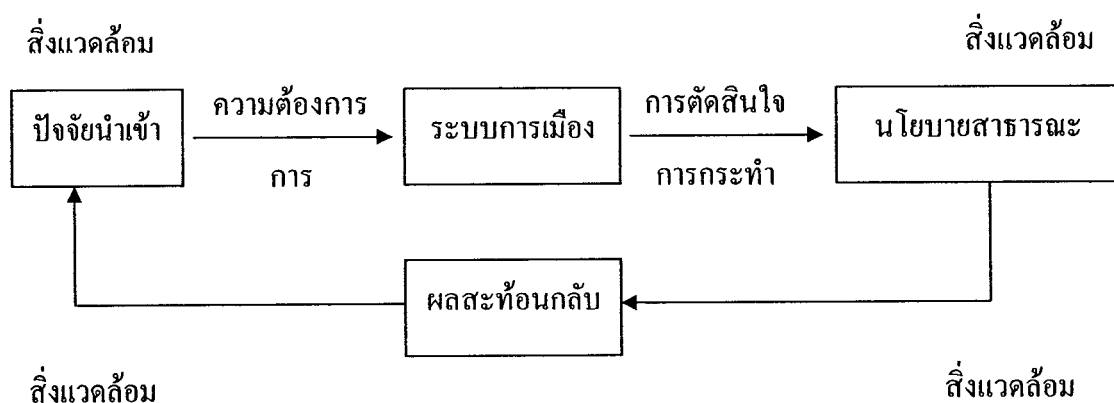 สิ่งแวดล้อม
สิ่งแวดล้อม
ปัจจัยนำเข้า
ความต้องการ
การ
ระบบการเมือง
การตัดสินใจ
การกระทำ
นโยบายสาธารณะ
ผลสะท้อนกลับ
สิ่งแวดล้อม
สิ่งแวดล้อม